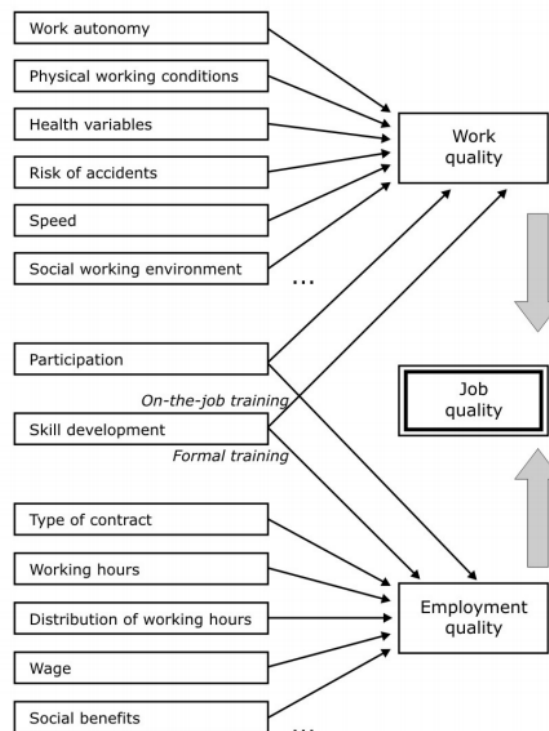 Work autonomy
Physical working conditions
Health variables
Risk of accidents
Speed
Social working environment
...
Work
quality
Participation
On-the-job training
Skill development
Formal training
Job
quality
Type of contract
Working hours
Distribution of working hours
Wage
Social benefits
...
Employment
quality